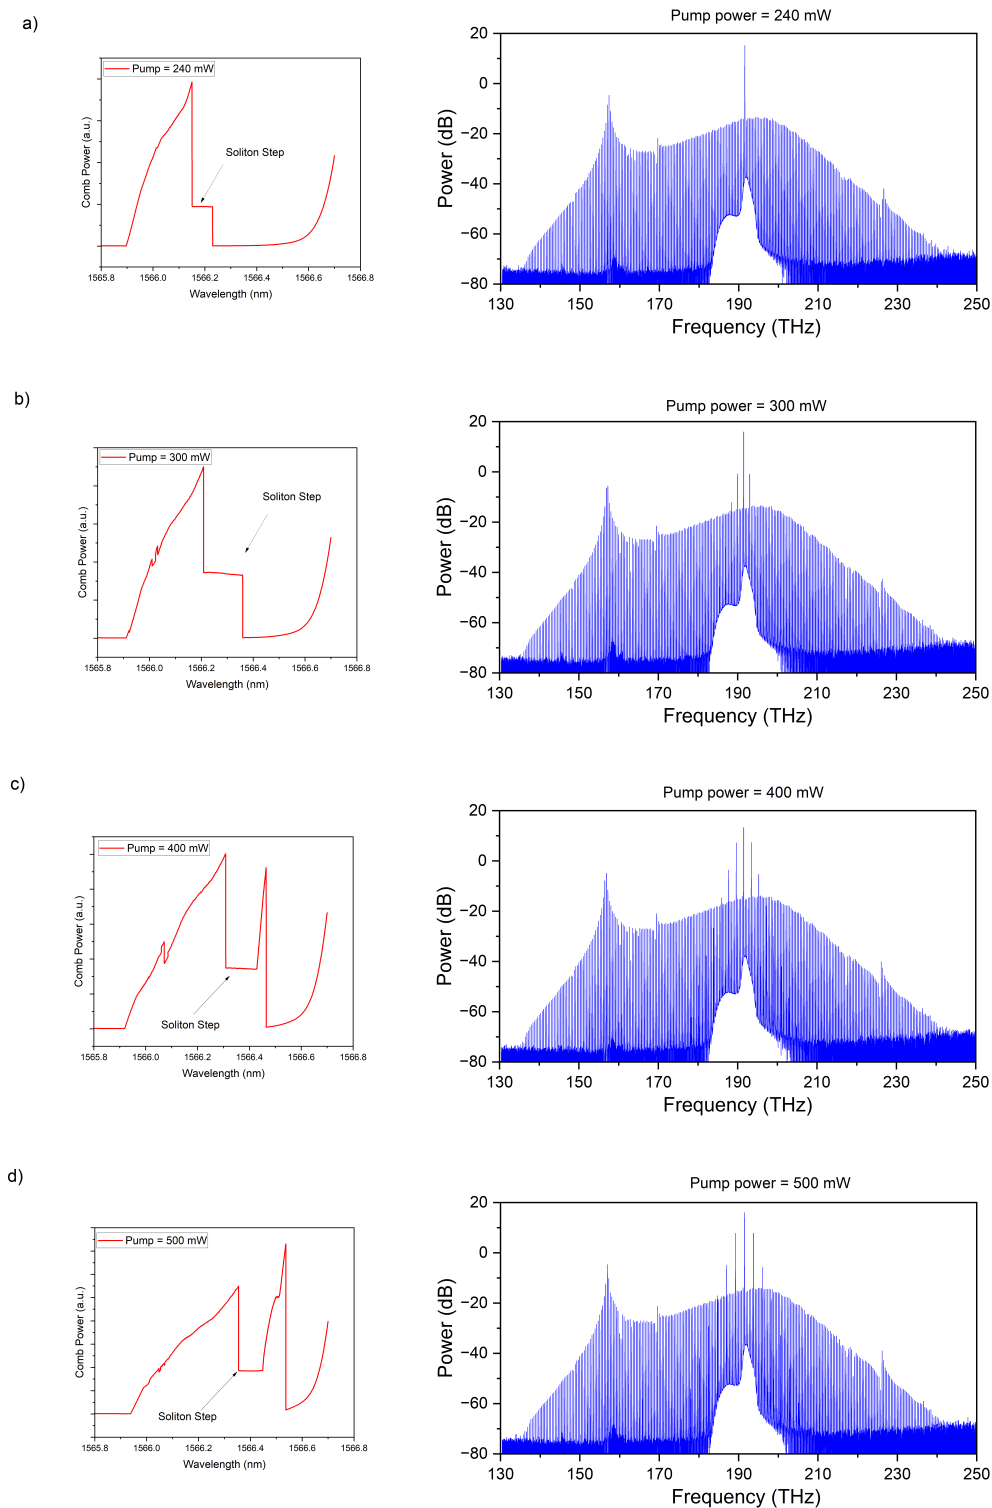 a)
Pump = 240 mW
Soliton Step
Comb Power (a.u.)
1565.8 1566.0 1566.2 1566.4 1566.6 1566.8
Wavelength (nm)
Pump power = 240 mW
20
0
−20
−40
−60
−80
Power (dB)
130 150 170 190 210 230 250
Frequency (THz)
b)
Pump = 300 mW
Soliton Step
Comb Power (a.u.)
1565.8 1566.0 1566.2 1566.4 1566.6 1566.8
Wavelength (nm)
Pump power = 300 mW
20
0
−20
−40
−60
−80
Power (dB)
130 150 170 190 210 230 250
Frequency (THz)
c)
Pump = 400 mW
Soliton Step
Comb Power (a.u.)
1565.8 1566.0 1566.2 1566.4 1566.6 1566.8
Wavelength (nm)
Pump power = 400 mW
20
0
−20
−40
−60
−80
Power (dB)
130 150 170 190 210 230 250
Frequency (THz)
d)
Pump = 500 mW
Soliton Step
Comb Power (a.u.)
1565.8 1566.0 1566.2 1566.4 1566.6 1566.8
Wavelength (nm)
Pump power = 500 mW
20
0
−20
−40
−60
−80
Power (dB)
130 150 170 190 210 230 250
Frequency (THz)